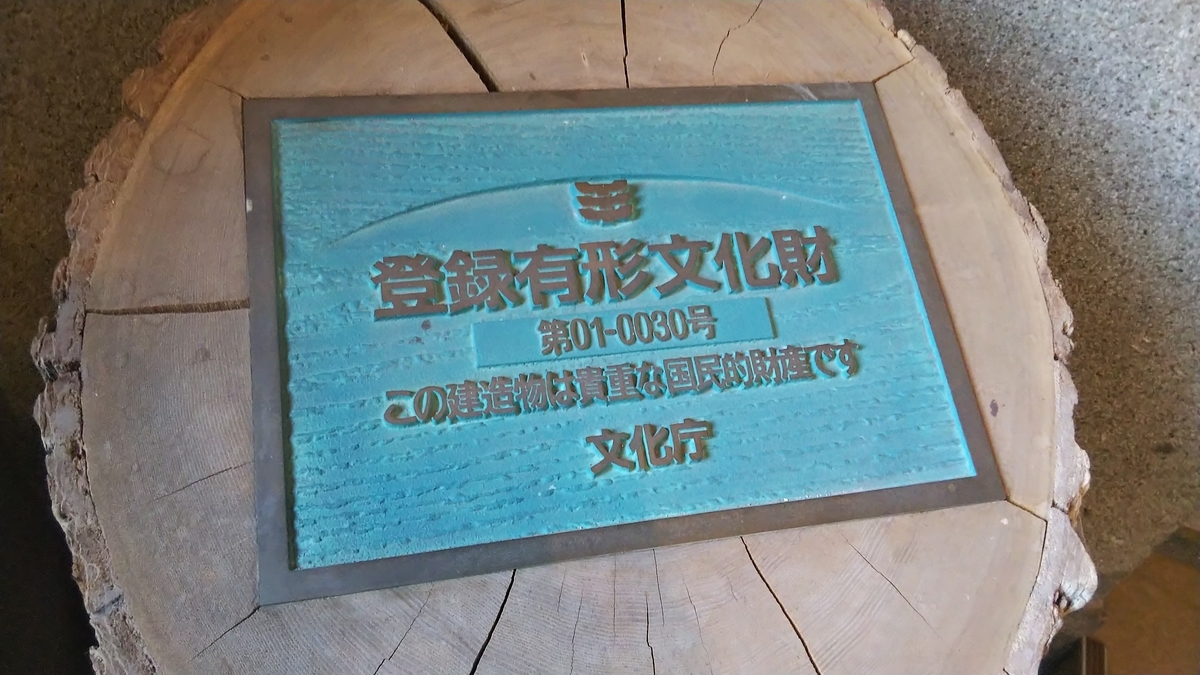 登録有形文化財
第01-0030号
この建造物は貴重な国民的財産です
文化庁